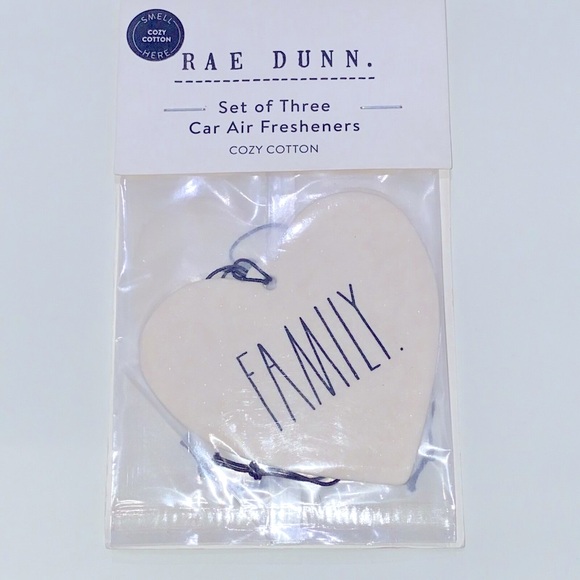 SMELL
COZY
COTTON
HERE
RAE DUNN.
Set of Three
Car Air Fresheners
COZY COTTON
FAMILY.